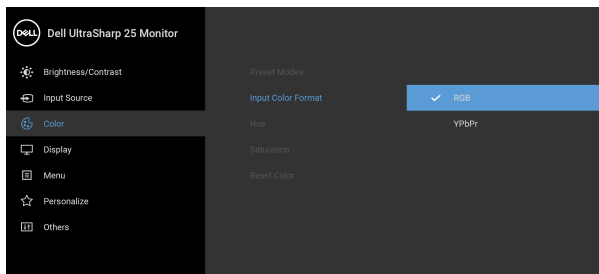 DELL Dell UltraSharp 25 Monitor
Brightness/Contrast
Input Source
Color
Display
Menu
Personalize
Others
Preset Modes
Input Color Format
Hue
Saturation
Reset Color
RGB
YPbPr